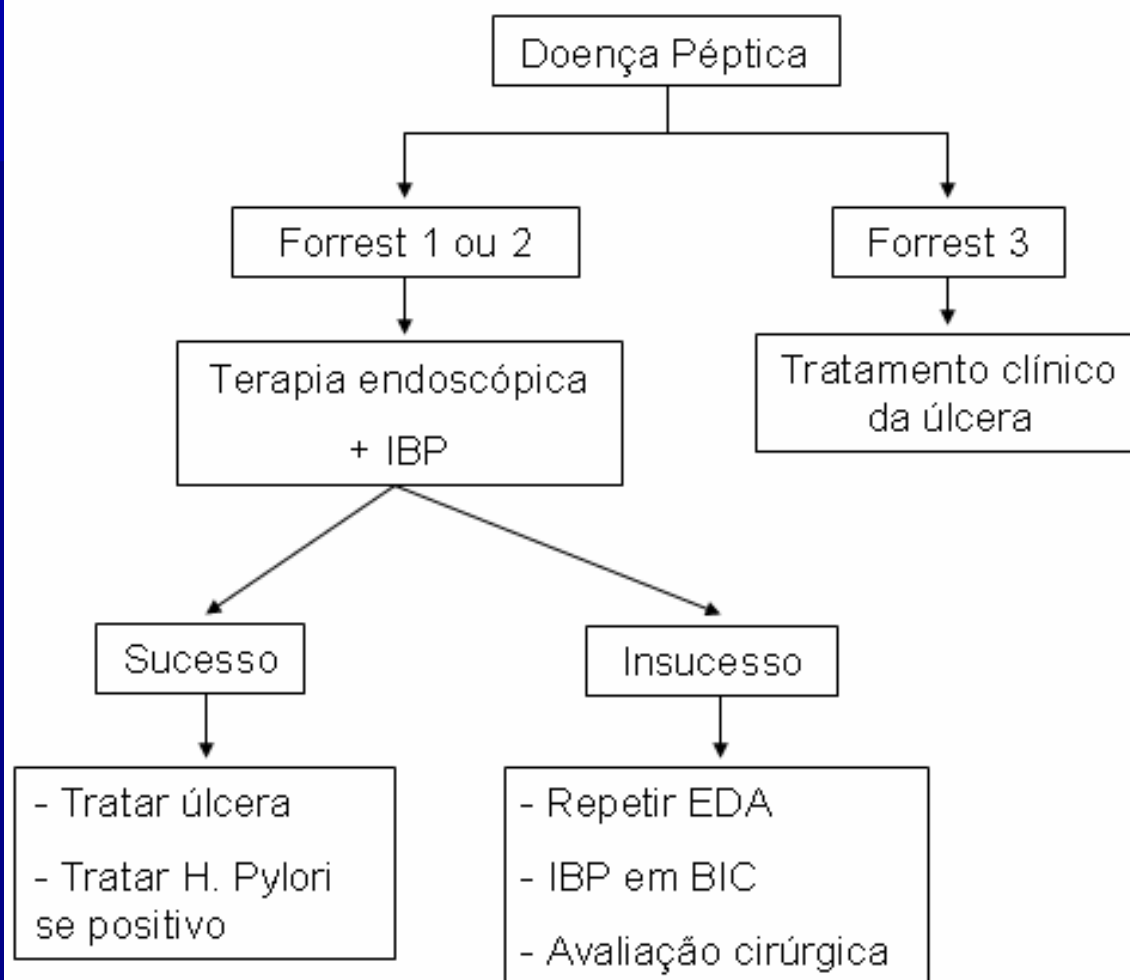 Doença Péptica
Forrest 1 ou 2
Forrest 3
Terapia endoscópica
+ IBP
Tratamento clínico
da úlcera
Sucesso
Insucesso
- Tratar úlcera
- Tratar H. Pylori
se positivo
- Repetir EDA
- IBP em BIC
- Avaliação cirúrgica